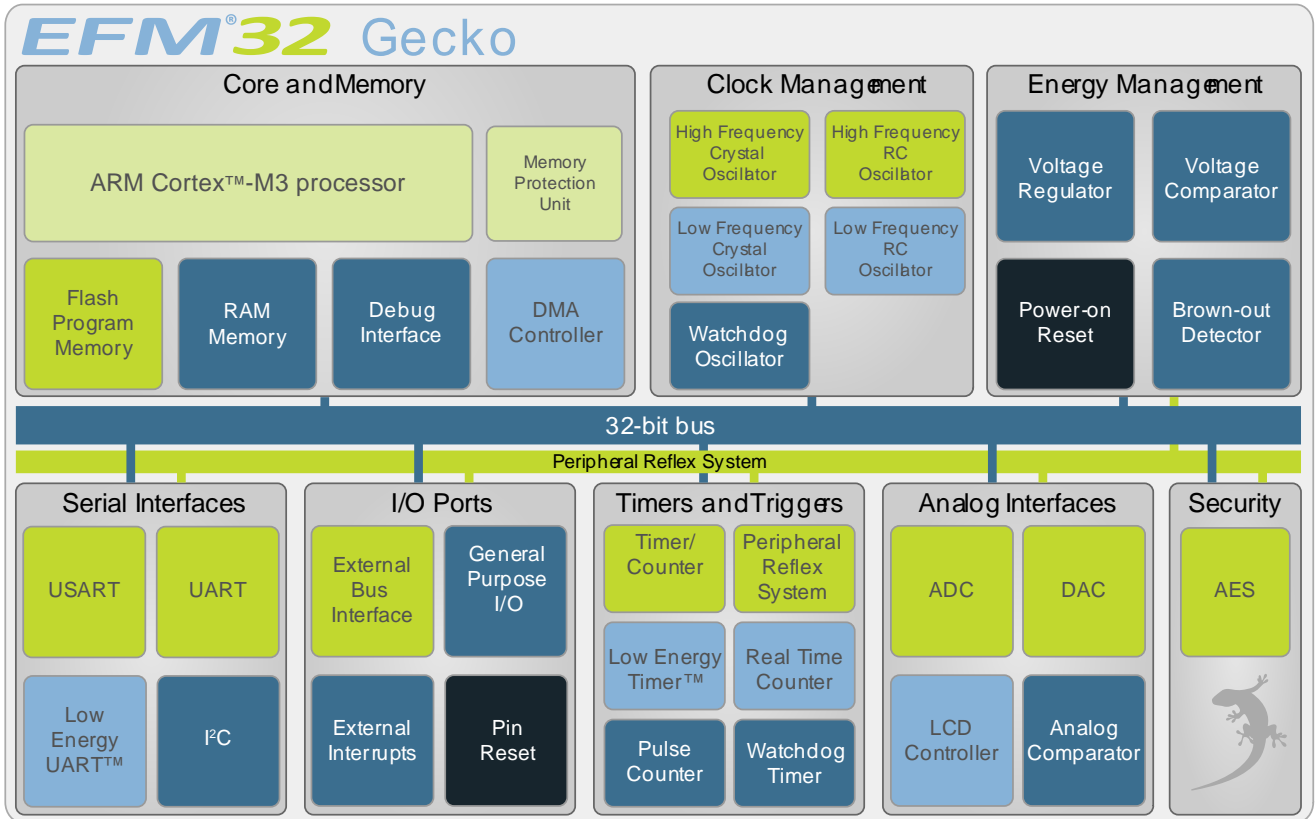 EFM®32 Gecko
Core and Memory
ARM Cortex™-M3 processor
Memory
Protection
Unit
Flash
Program
Memory
RAM
Memory
Debug
Interface
DMA
Controller
Clock Management
High Frequency
Crystal
Oscillator
High Frequency
RC
Oscillator
Low Frequency
Crystal
Oscillator
Low Frequency
RC
Oscillator
Watchdog
Oscillator
Energy Management
Voltage
Regulator
Voltage
Comparator
Power-on
Reset
Brown-out
Detector
32-bit bus
Peripheral Reflex System
Serial Interfaces
USART
UART
Low
Energy
UART™
I²C
I/O Ports
External
Bus
Interface
General
Purpose
I/O
External
Interrupts
Pin
Reset
Timers and Triggers
Timer/
Counter
Peripheral
Reflex
System
Low Energy
Timer™
Real Time
Counter
Pulse
Counter
Watchdog
Timer
Analog Interfaces
ADC
DAC
LCD
Controller
Analog
Comparator
Security
AES